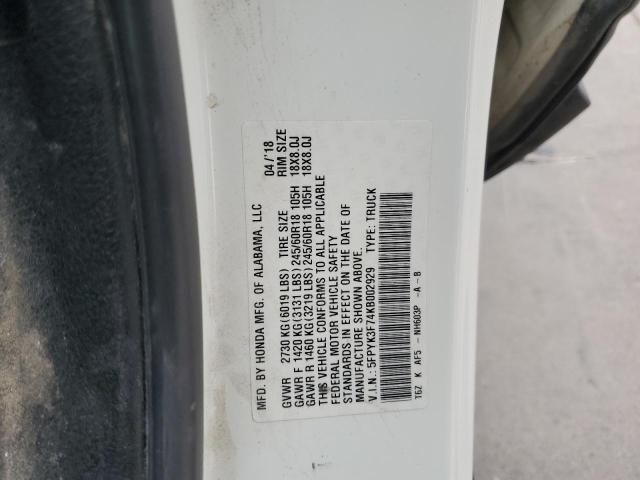 MFD. BY HONDA MFG. OF ALABAMA, LLC 04/'18
GVWR 2730 KG(6019 LBS) TIRE SIZE RIM SIZE
GAWR F 1420 KG(3131 LBS) 245/60R18 105H 18X8.0J
GAWR R 1460 KG(3219 LBS) 245/60R18 105H 18X8.0J
THIS VEHICLE CONFORMS TO ALL APPLICABLE
FEDERAL MOTOR VEHICLE SAFETY
STANDARDS IN EFFECT ON THE DATE OF
MANUFACTURE SHOWN ABOVE.
V.I.N.: 5FPYK3F74KB002929 TYPE: TRUCK
T6Z K AF5 -NH603P -A -B